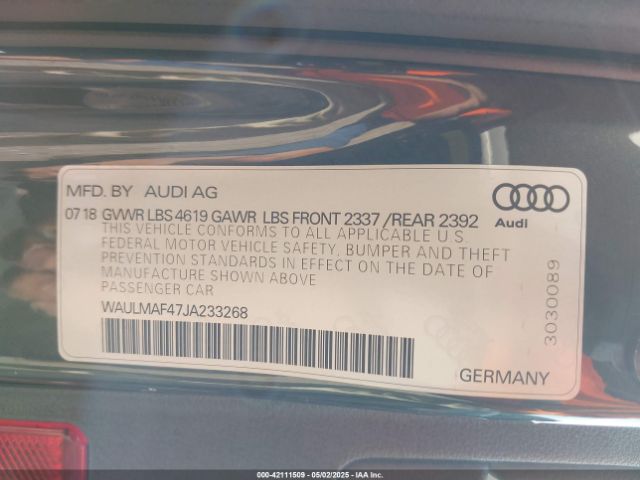 MFD. BY AUDI AG
07 18 GVWR LBS 4619 GAWR LBS FRONT 2337 /REAR 2392
THIS VEHICLE CONFORMS TO ALL APPLICABLE U.S.
FEDERAL MOTOR VEHICLE SAFETY, BUMPER AND THEFT
PREVENTION STANDARDS IN EFFECT ON THE DATE OF
MANUFACTURE SHOWN ABOVE
PASSENGER CAR
WAULMAF47JA233268
Audi
3030089
GERMANY
000-42111509 - 05/02/2025 - COPYRIGHT IAA